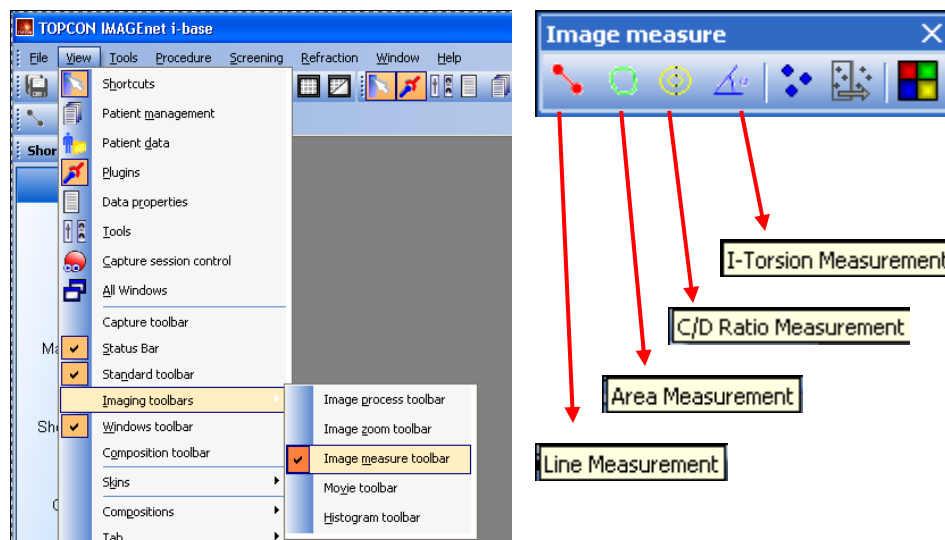 TOPCON IMAGEnet i-base
File View Tools Procedure Screening Refraction Window Help
Shortcuts
Patient management
Patient data
Shor
Plugins
Data properties
Tools
Capture session control
All Windows
Capture toolbar
Ma
Status Bar
Standard toolbar
Imaging toolbars
Sh
Windows toolbar
Composition toolbar
Skins
Compositions
Tab
Image process toolbar
Image zoom toolbar
Image measure toolbar
Movie toolbar
Histogram toolbar
Image measure
I-Torsion Measurement
C/D Ratio Measurement
Area Measurement
Line Measurement